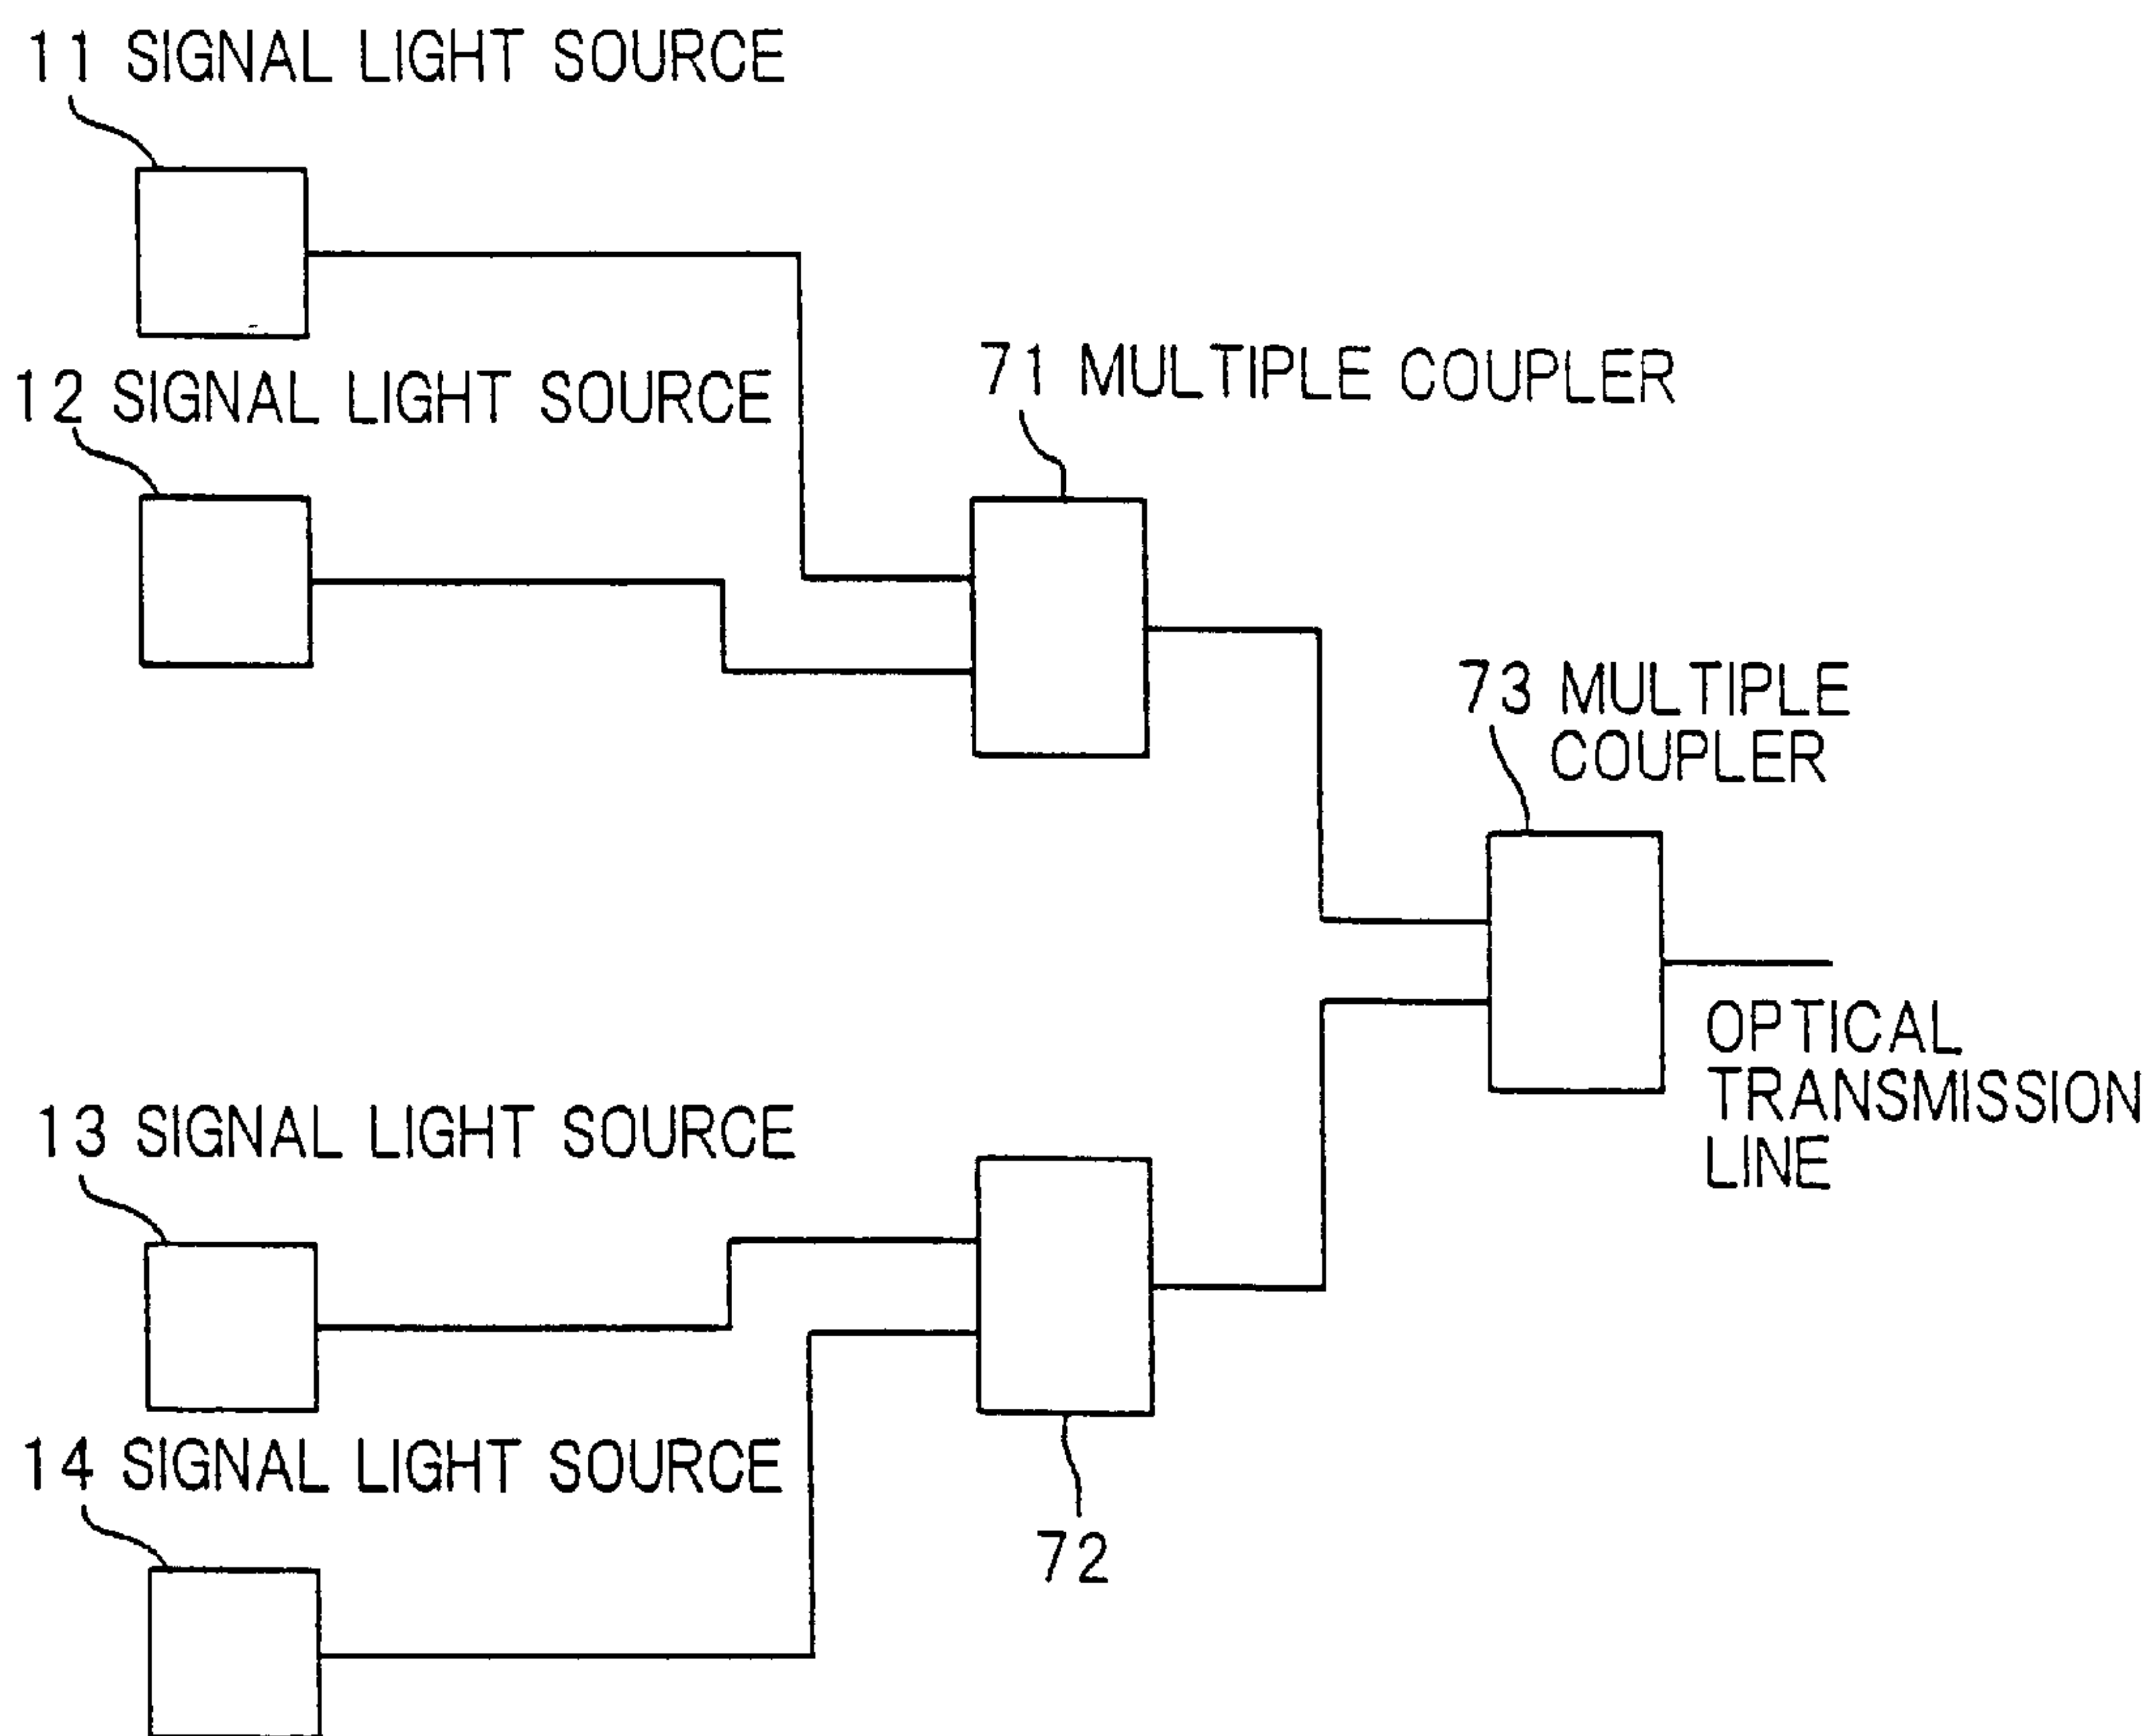 11 SIGNAL LIGHT SOURCE
12 SIGNAL LIGHT SOURCE
71 MULTIPLE COUPLER
73 MULTIPLE
COUPLER
OPTICAL
TRANSMISSION
LINE
13 SIGNAL LIGHT SOURCE
14 SIGNAL LIGHT SOURCE
72